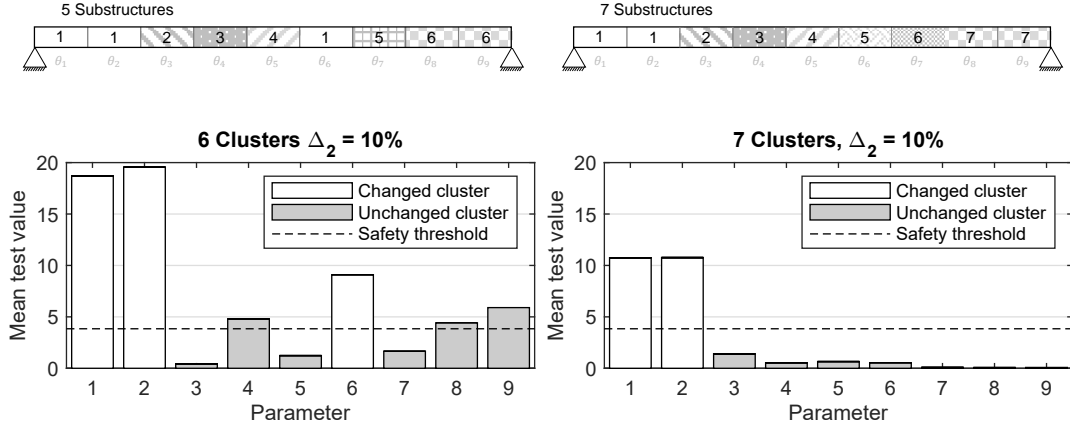 5 Substructures
1 1 2 3 4 1 5 6 6
θ1 θ2 θ3 θ4 θ5 θ6 θ7 θ8 θ9
7 Substructures
1 1 2 3 4 5 6 7 7
θ1 θ2 θ3 θ4 θ5 θ6 θ7 θ8 θ9
6 Clusters Δ2 = 10%
Mean test value
20
15
10
5
0
Changed cluster
Unchanged cluster
Safety threshold
1 2 3 4 5 6 7 8 9
Parameter
7 Clusters, Δ2 = 10%
Mean test value
20
15
10
5
0
Changed cluster
Unchanged cluster
Safety threshold
1 2 3 4 5 6 7 8 9
Parameter